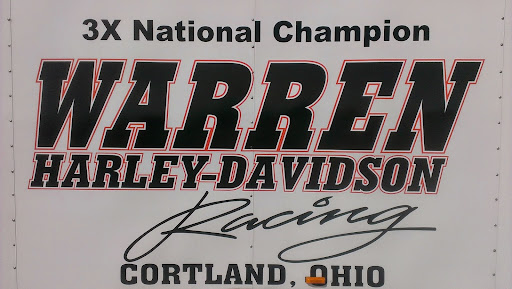 3X National Champion
WARREN
HARLEY-DAVIDSON
Racing
CORTLAND, OHIO